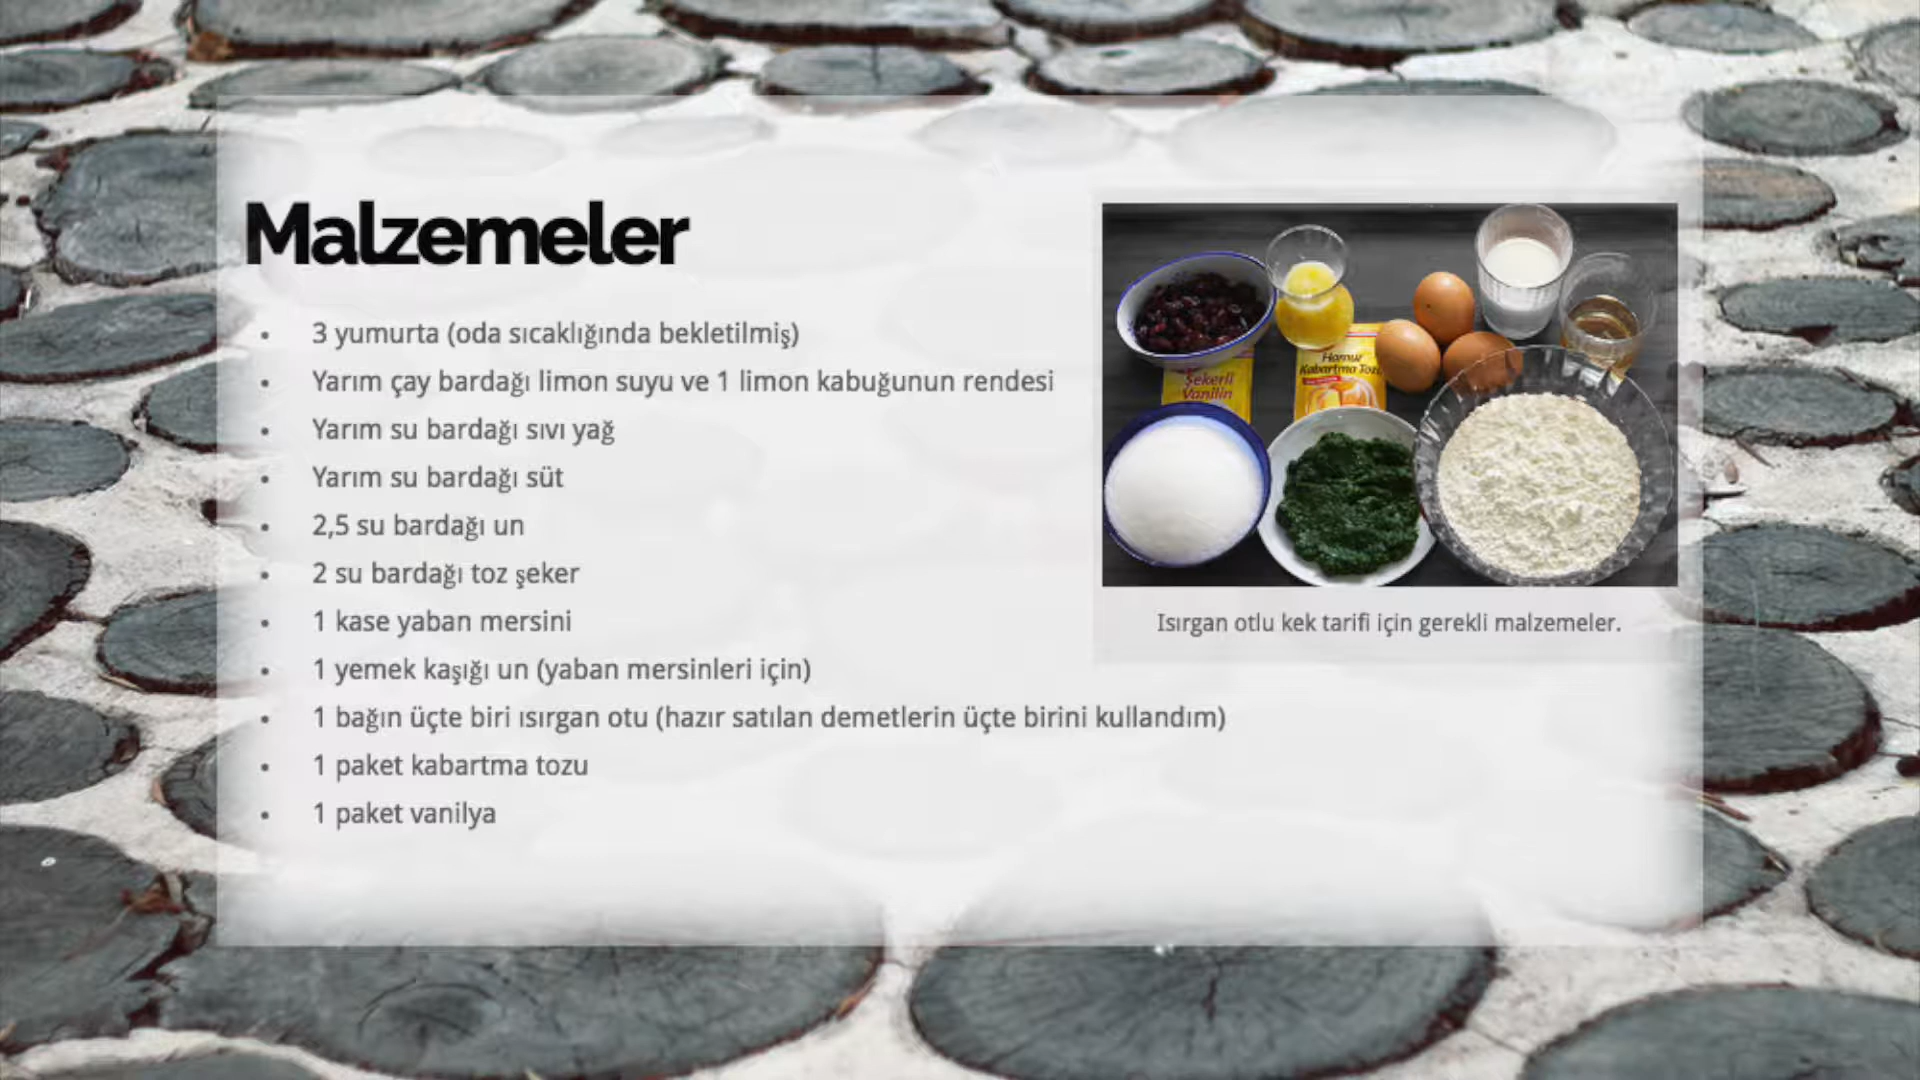 Malzemeler
• 3 yumurta (oda sıcaklığında bekletilmiş)
• Yarım çay bardağı limon suyu ve 1 limon kabuğunun rendesi
• Yarım su bardağı sıvı yağ
• Yarım su bardağı süt
• 2,5 su bardağı un
• 2 su bardağı toz şeker
• 1 kase yaban mersini
• 1 yemek kaşığı un (yaban mersinleri için)
• 1 bağın üçte biri ısırgan otu (hazır satılan demetlerin üçte birini kullandım)
• 1 paket kabartma tozu
• 1 paket vanilya
Hamur
Kabartma Tozu
Şekerli
Vanilin
Isırgan otlu kek tarifi için gerekli malzemeler.